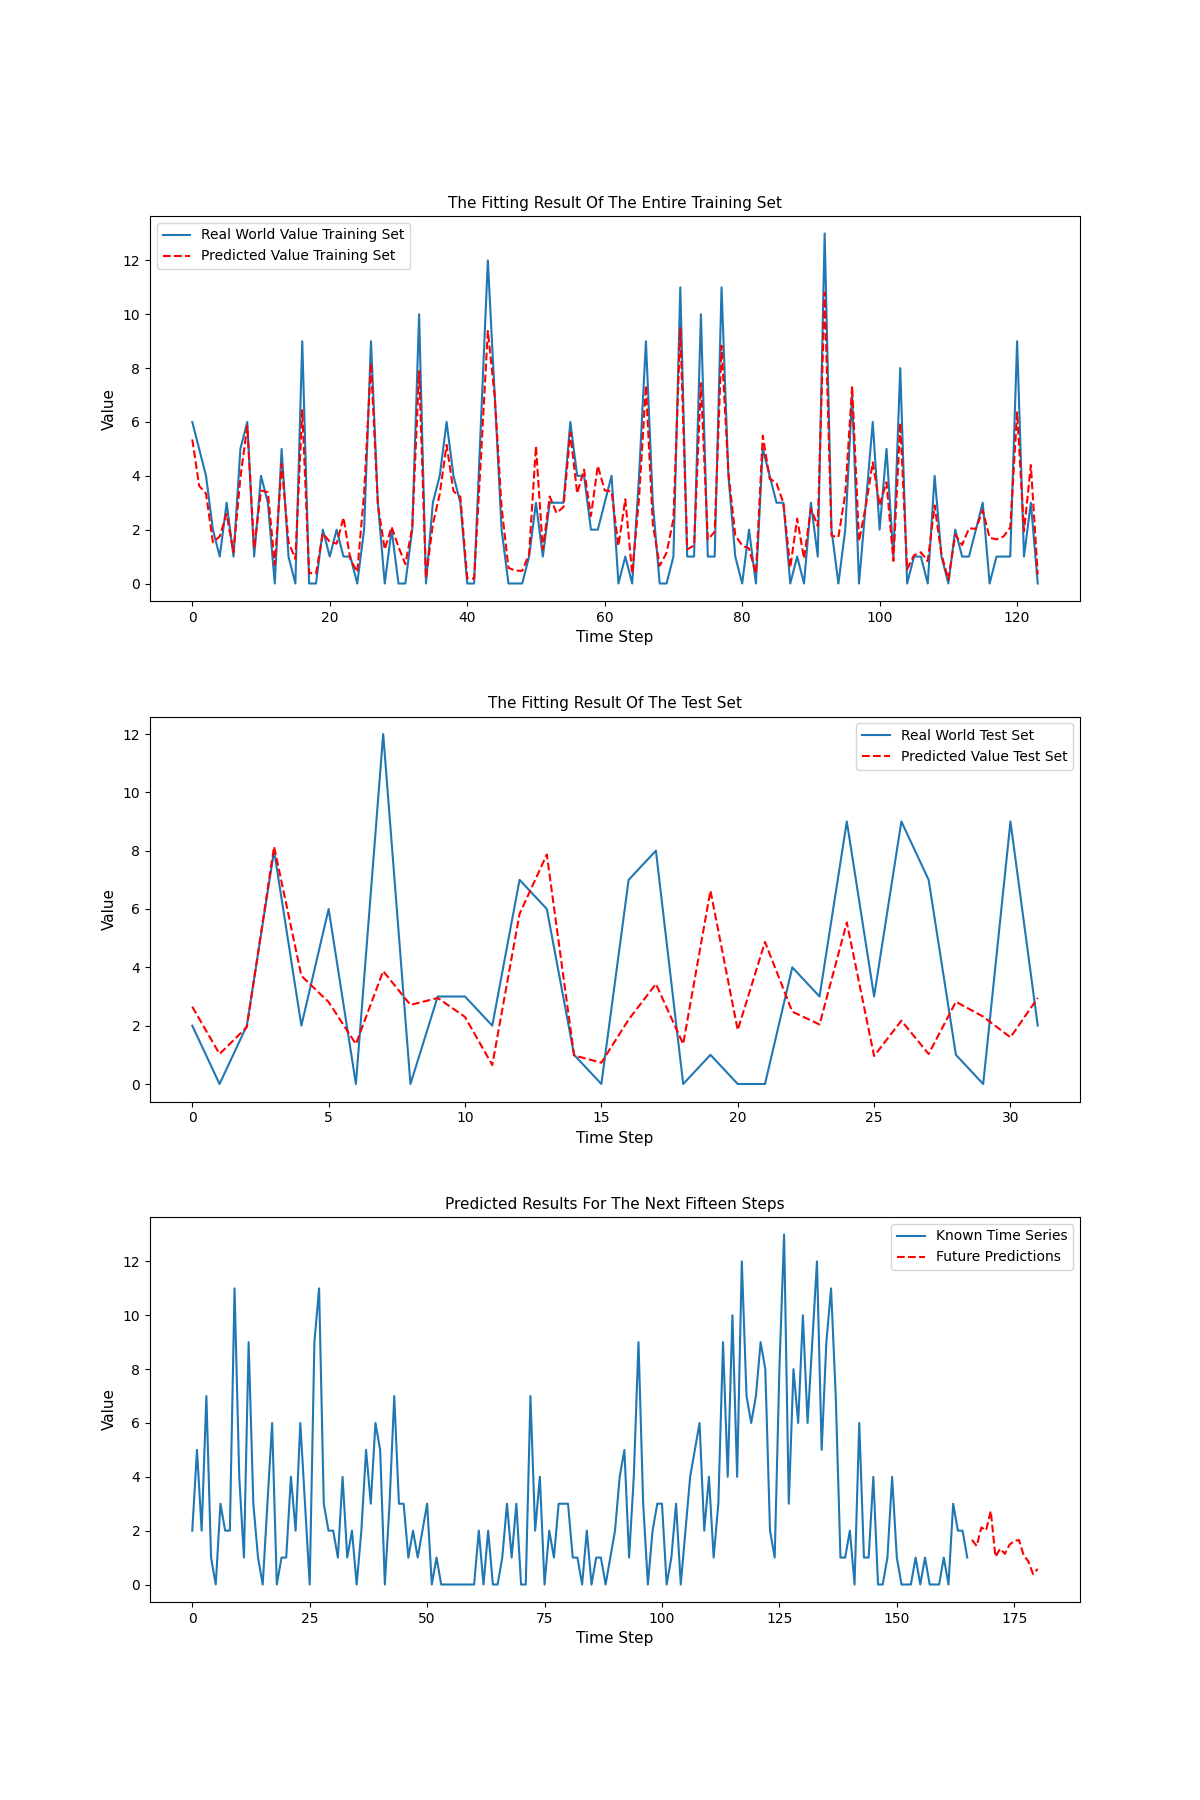 The Fitting Result Of The Entire Training Set
Real World Value Training Set
Predicted Value Training Set
Value
12
10
8
6
4
2
0
0 20 40 60 80 100 120
Time Step
The Fitting Result Of The Test Set
Real World Test Set
Predicted Value Test Set
Value
12
10
8
6
4
2
0
0 5 10 15 20 25 30
Time Step
Predicted Results For The Next Fifteen Steps
Known Time Series
Future Predictions
Value
12
10
8
6
4
2
0
0 25 50 75 100 125 150 175
Time Step